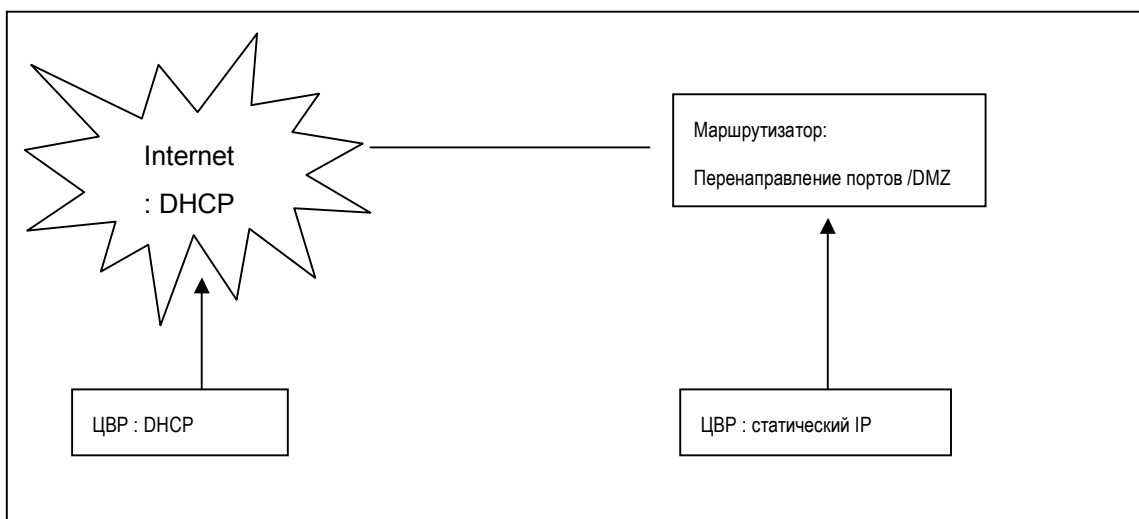 Internet
: DHCP
Маршрутизатор:
Перенаправление портов /DMZ
ЦВР : DHCP
ЦВР : статический IP